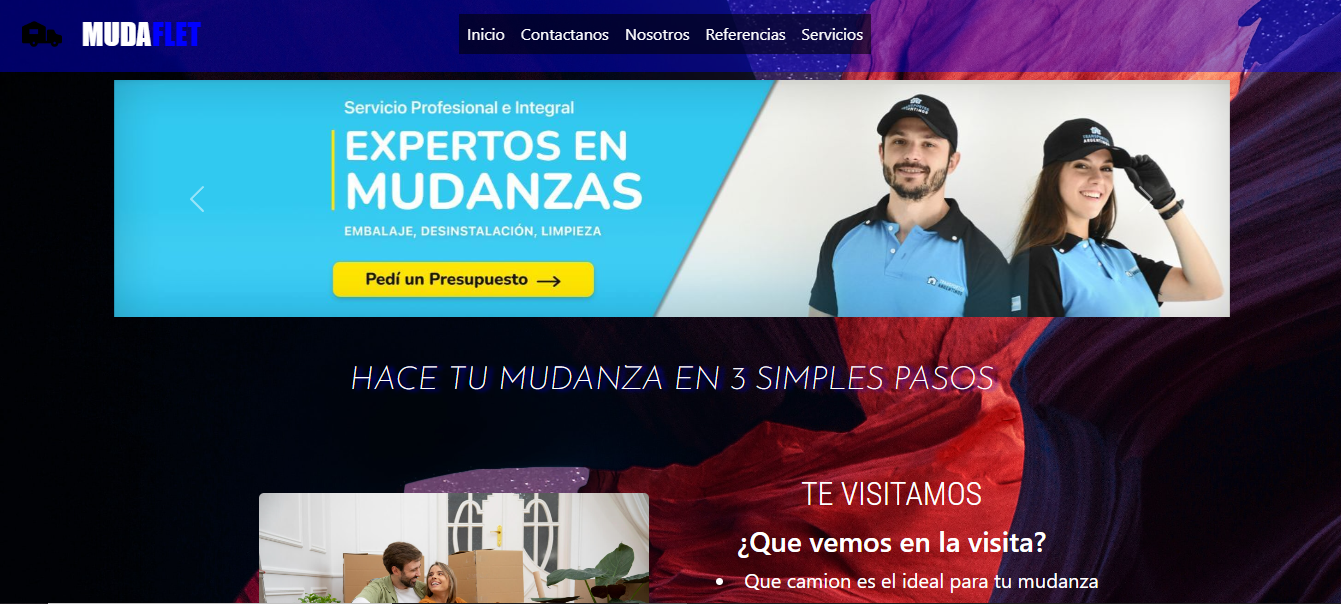 MUDAFLET
Inicio Contactanos Nosotros Referencias Servicios
Servicio Profesional e Integral
EXPERTOS EN
MUDANZAS
EMBALAJE, DESINSTALACIÓN, LIMPIEZA
Pedí un Presupuesto →
HACE TU MUDANZA EN 3 SIMPLES PASOS
TE VISITAMOS
¿Que vemos en la visita?
• Que camion es el ideal para tu mudanza